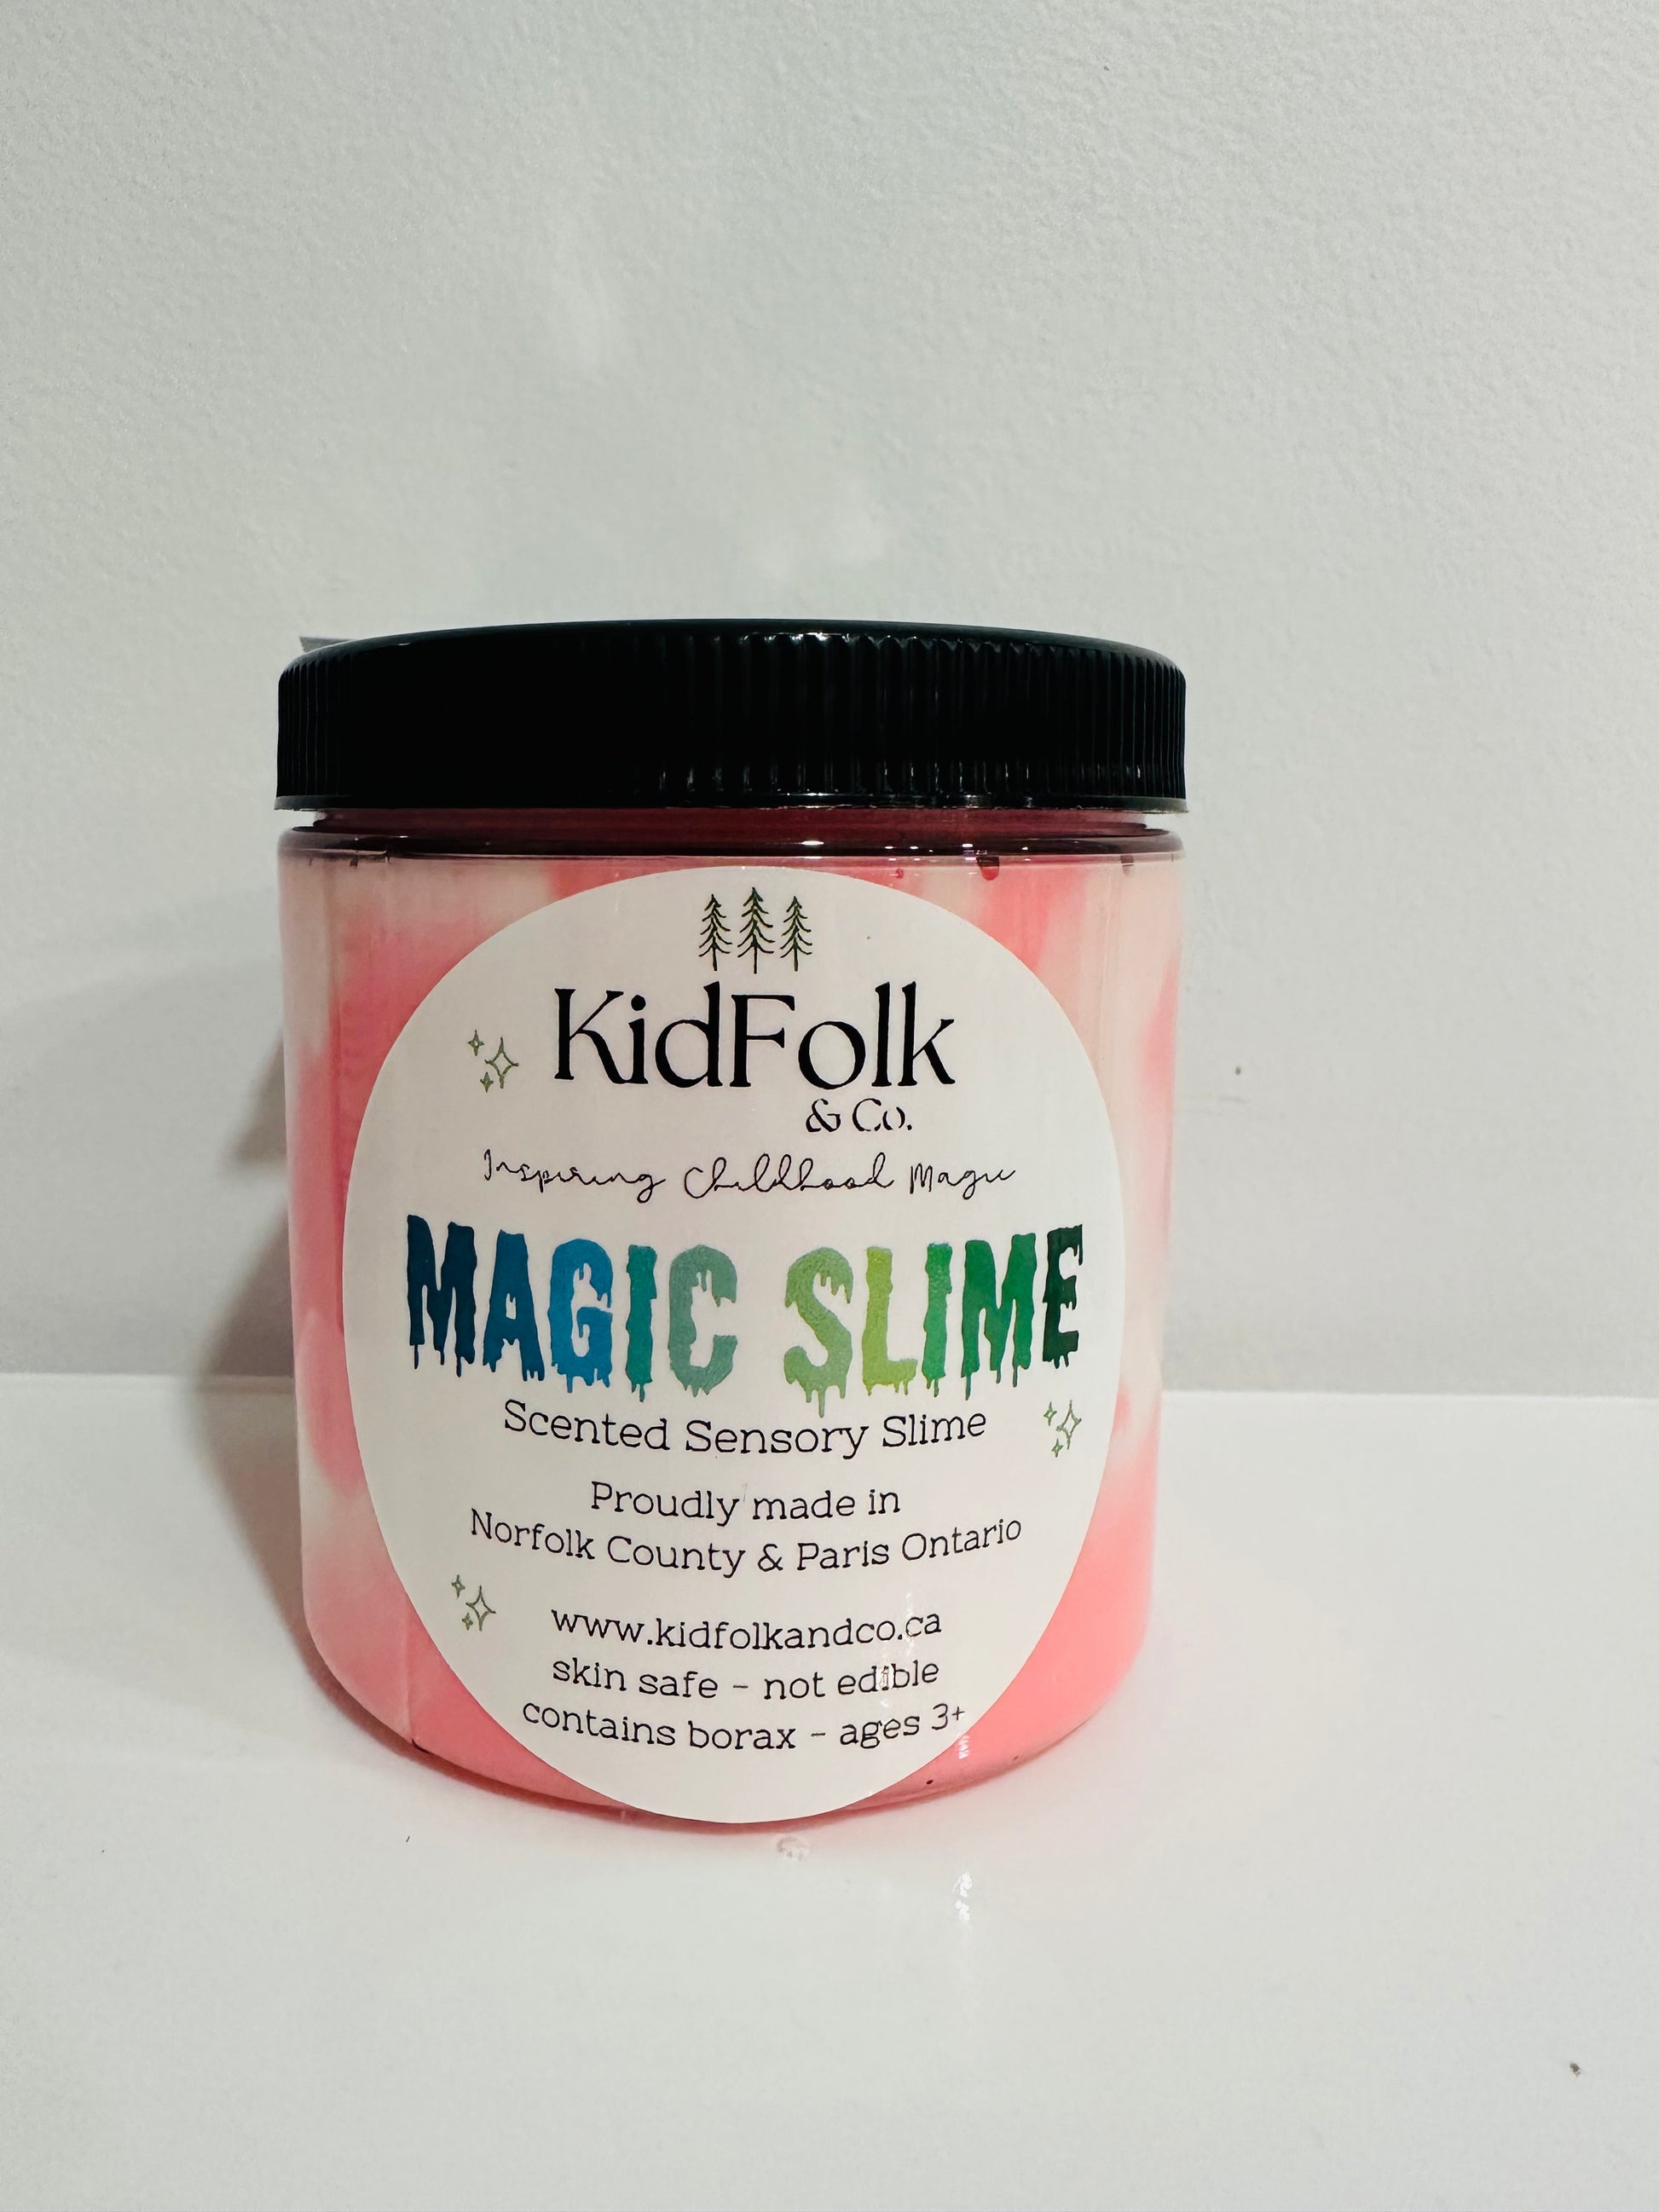 KidFolk
& Co.
Inspiring Childhood Magic
MAGIC SLIME
Scented Sensory Slime
Proudly made in
Norfolk County & Paris Ontario
www.kidfolkandco.ca
skin safe - not edible
contains borax - ages 3+